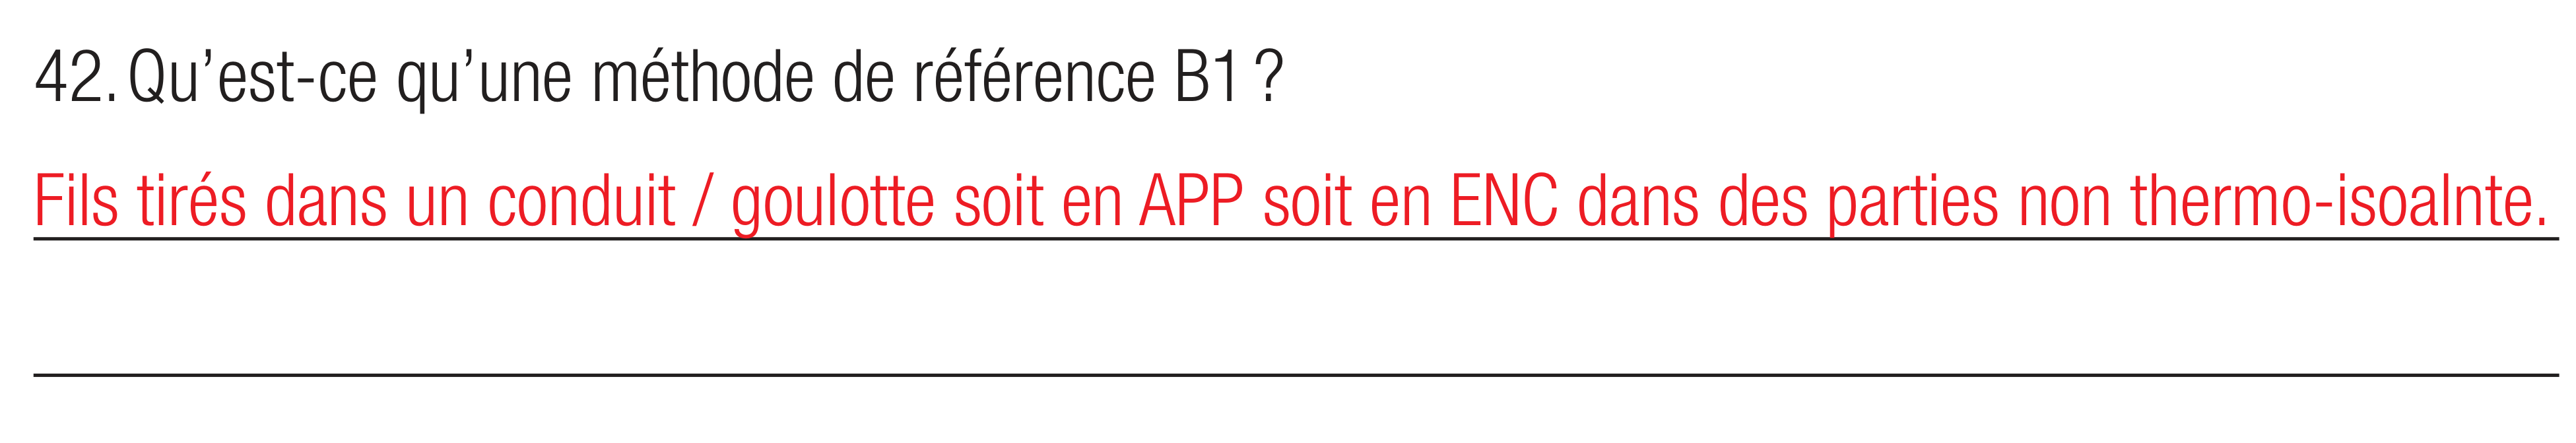 42. Qu’est-ce qu’une méthode de référence B1 ?
Fils tirés dans un conduit / goulotte soit en APP soit en ENC dans des parties non thermo-isoalnte.